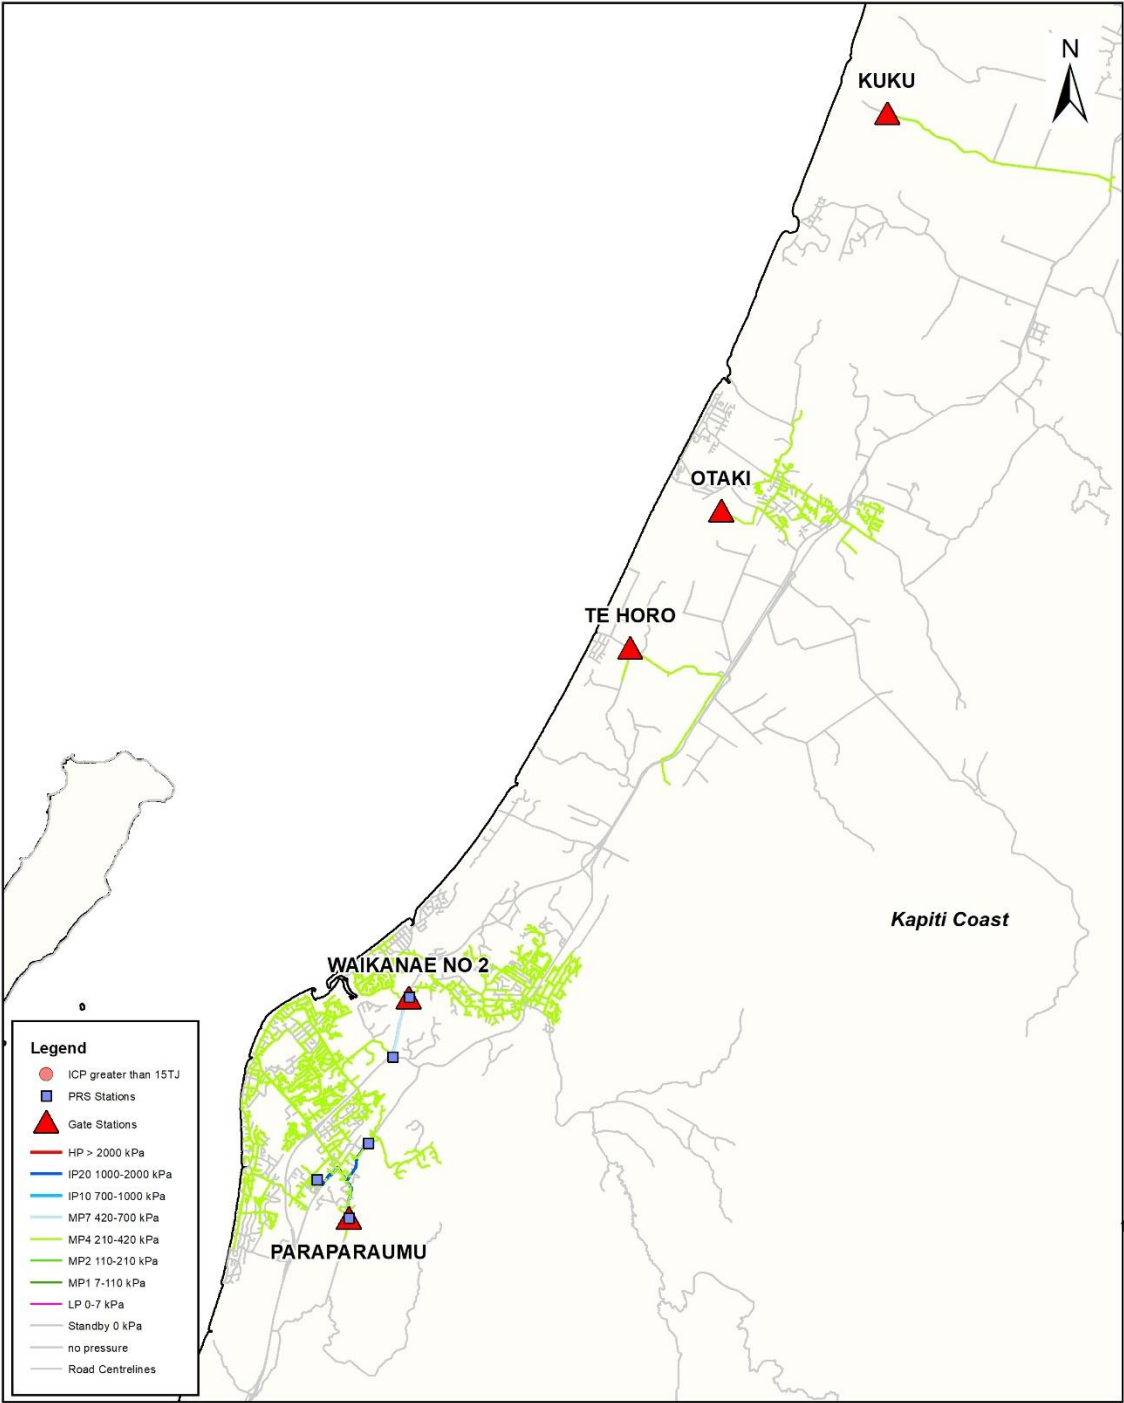 N
KUKU
OTAKI
TE HORO
Kapiti Coast
WAIKANAE NO 2
PARAPARAUMU
Legend
ICP greater than 15TJ
PRS Stations
Gate Stations
HP > 2000 kPa
IP20 1000-2000 kPa
IP10 700-1000 kPa
MP7 420-700 kPa
MP4 210-420 kPa
MP2 110-210 kPa
MP1 7-110 kPa
LP 0-7 kPa
Standby 0 kPa
no pressure
Road Centrelines